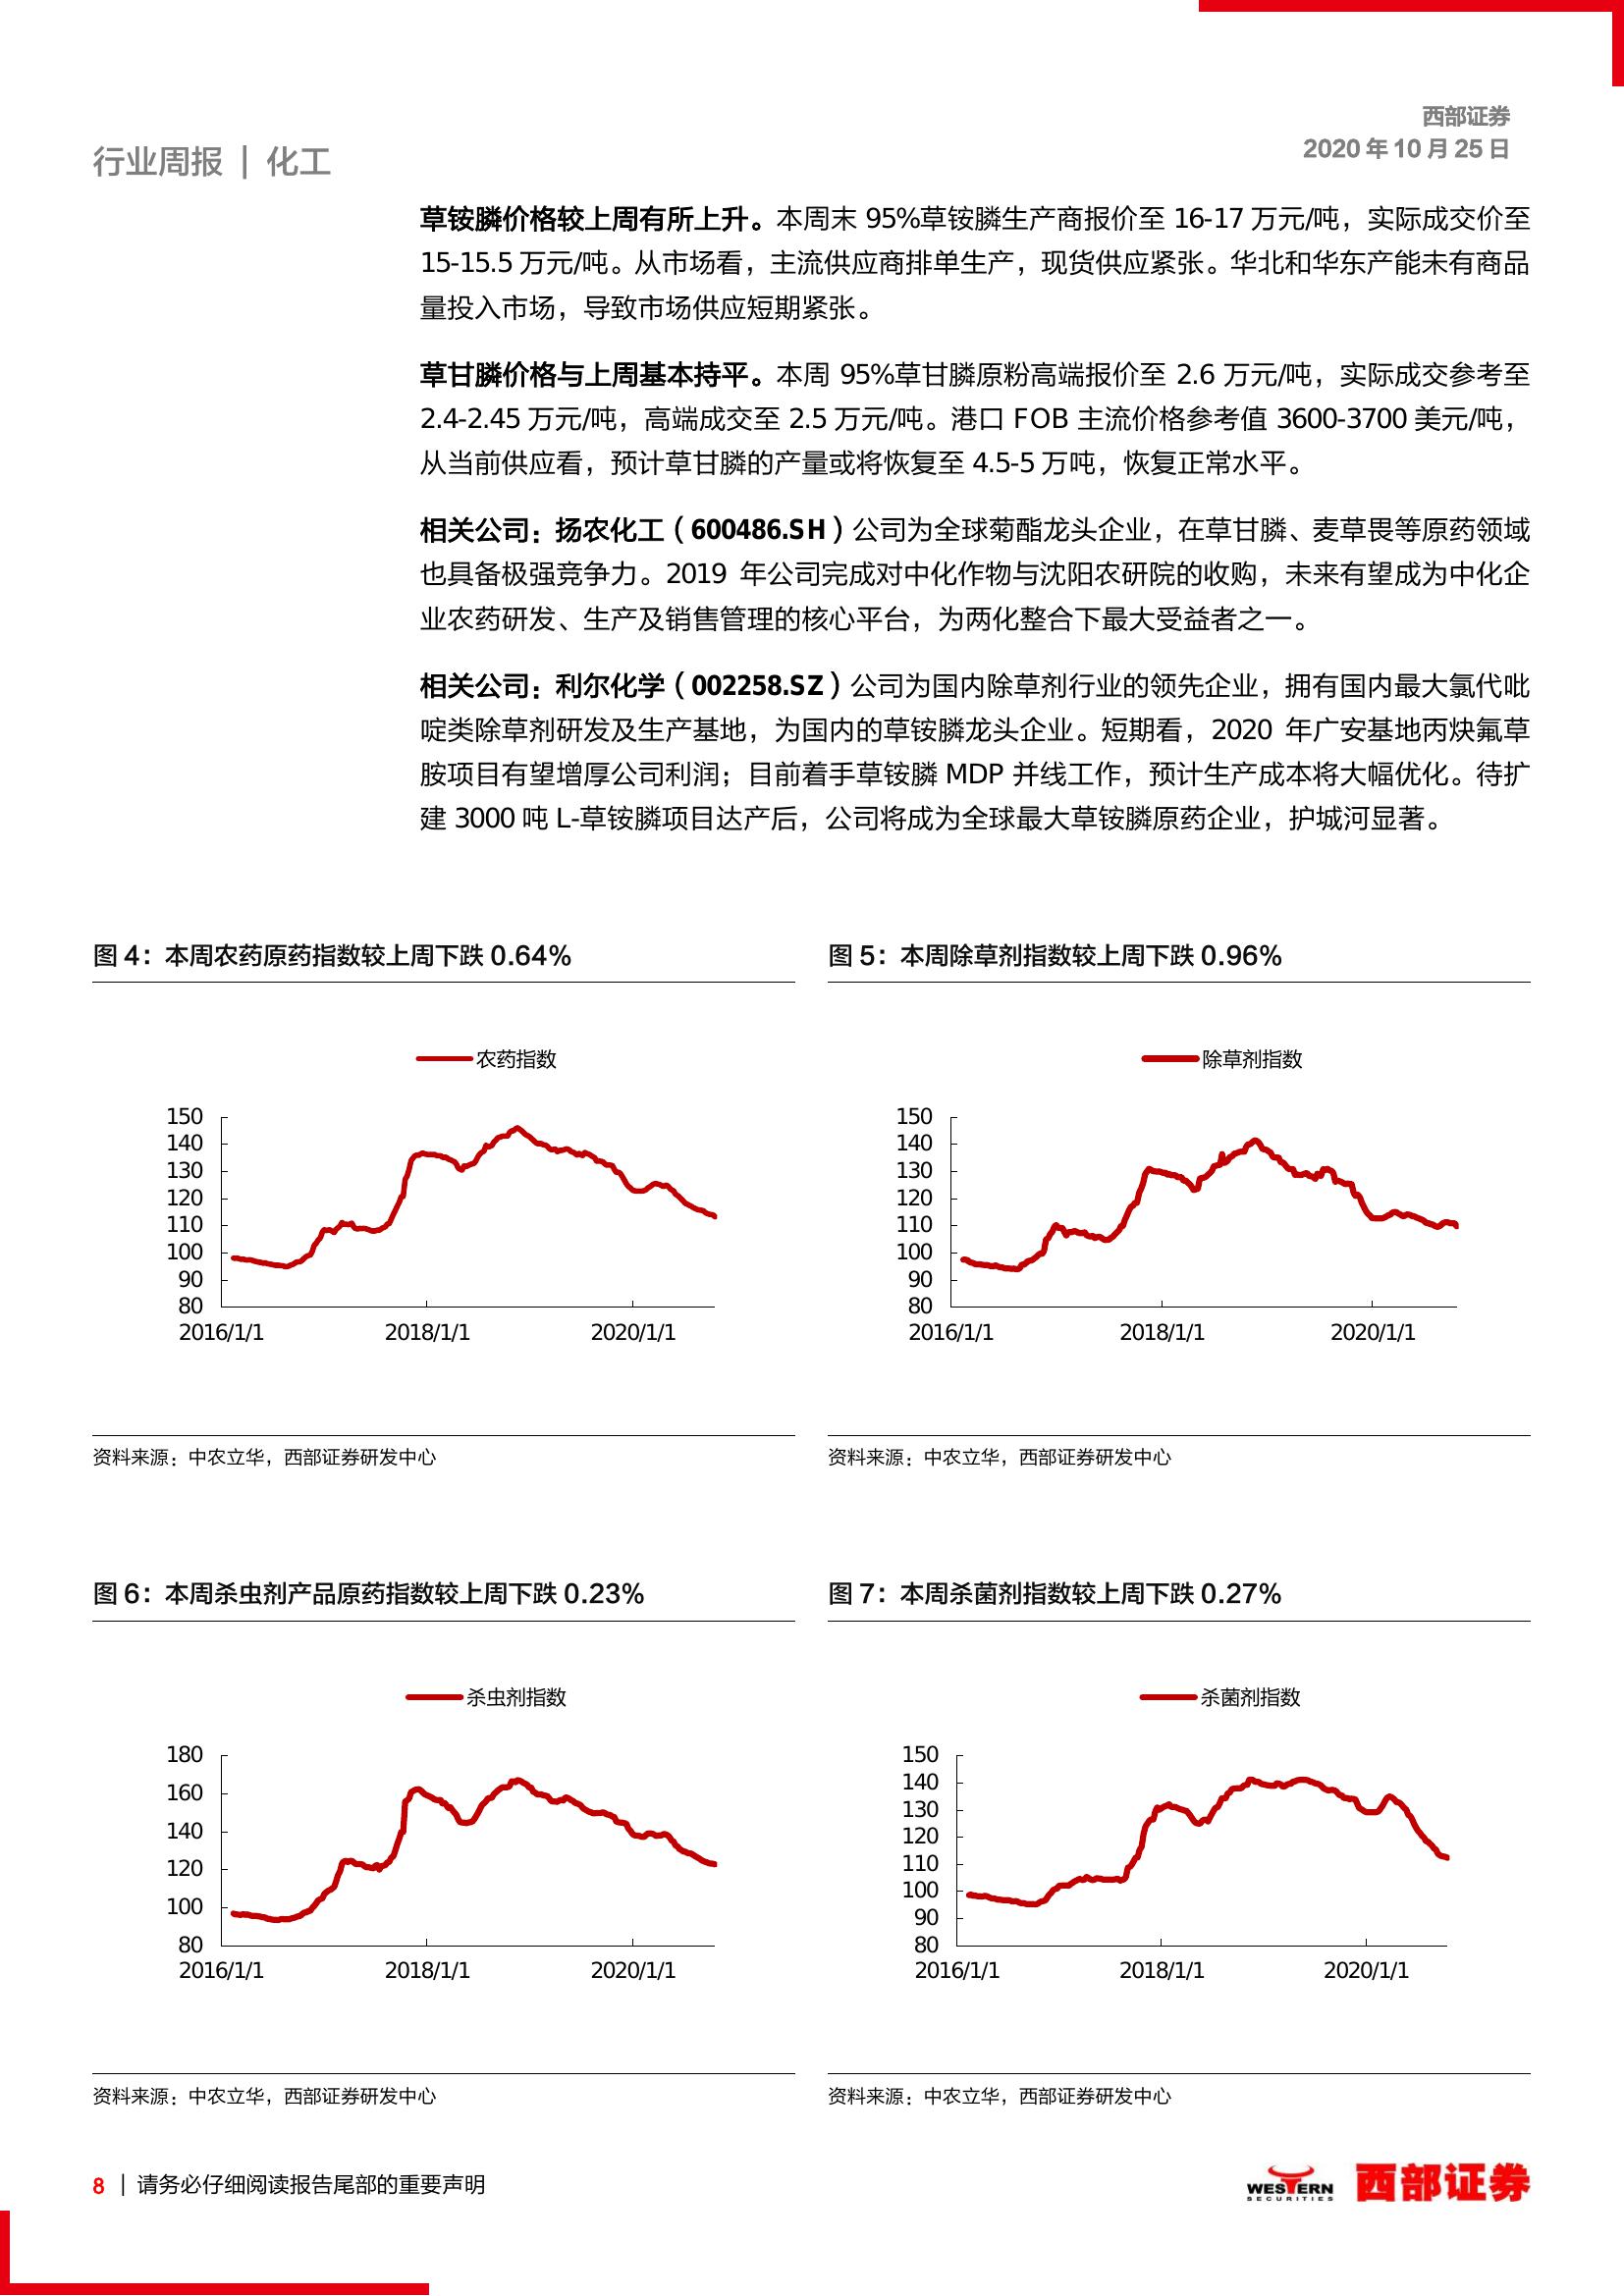 西部证券
2020 年 10 月 25 日
行业周报 | 化工
草铵膦价格较上周有所上升。本周末 95%草铵膦生产商报价至 16-17 万元/吨，实际成交价至
15-15.5 万元/吨。从市场看，主流供应商排单生产，现货供应紧张。华北和华东产能未有商品
量投入市场，导致市场供应短期紧张。
草甘膦价格与上周基本持平。本周 95%草甘膦原粉高端报价至 2.6 万元/吨，实际成交参考至
2.4-2.45 万元/吨，高端成交至 2.5 万元/吨。港口 FOB 主流价格参考值 3600-3700 美元/吨，
从当前供应看，预计草甘膦的产量或将恢复至 4.5-5 万吨，恢复正常水平。
相关公司：扬农化工（600486.SH）公司为全球菊酯龙头企业，在草甘膦、麦草畏等原药领域
也具备极强竞争力。2019 年公司完成对中化作物与沈阳农研院的收购，未来有望成为中化企
业农药研发、生产及销售管理的核心平台，为两化整合下最大受益者之一。
相关公司：利尔化学（002258.SZ）公司为国内除草剂行业的领先企业，拥有国内最大氯代吡
啶类除草剂研发及生产基地，为国内的草铵膦龙头企业。短期看，2020 年广安基地丙炔氟草
胺项目有望增厚公司利润；目前着手草铵膦 MDP 并线工作，预计生产成本将大幅优化。待扩
建 3000 吨 L-草铵膦项目达产后，公司将成为全球最大草铵膦原药企业，护城河显著。
图 4：本周农药原药指数较上周下跌 0.64%
农药指数
150
140
130
120
110
100
90
80
2016/1/1 2018/1/1 2020/1/1
资料来源：中农立华，西部证券研发中心
图 5：本周除草剂指数较上周下跌 0.96%
除草剂指数
150
140
130
120
110
100
90
80
2016/1/1 2018/1/1 2020/1/1
资料来源：中农立华，西部证券研发中心
图 6：本周杀虫剂产品原药指数较上周下跌 0.23%
杀虫剂指数
180
160
140
120
100
80
2016/1/1 2018/1/1 2020/1/1
资料来源：中农立华，西部证券研发中心
图 7：本周杀菌剂指数较上周下跌 0.27%
杀菌剂指数
150
140
130
120
110
100
90
80
2016/1/1 2018/1/1 2020/1/1
资料来源：中农立华，西部证券研发中心
8 | 请务必仔细阅读报告尾部的重要声明
WESTERN
SECURITIES
西部证券